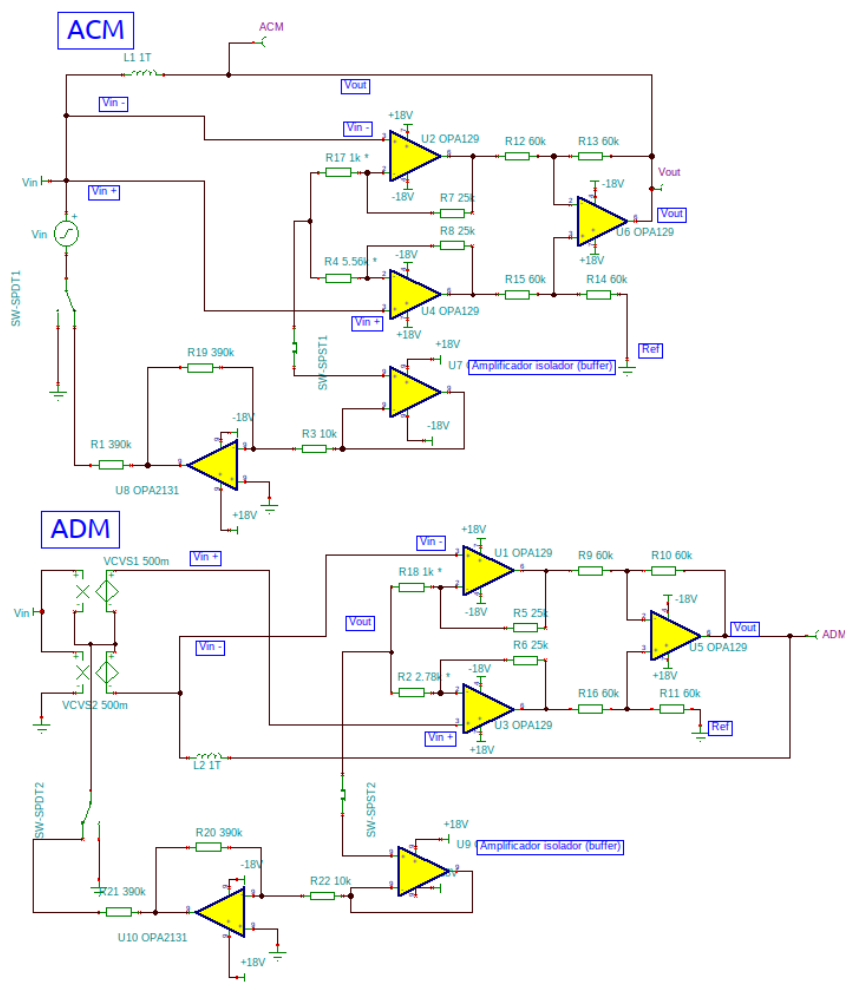 ACM
ACM
L1 1T
Vout
Vin -
+18V
Vin -
U2 OPA129
R12 60k
R13 60k
R17 1k *
Vin
Vin +
-18V
-18V
Vout
R7 25k
Vout
Vin
R8 25k
U6 OPA129
-18V
+18V
R4 5.56k *
SW-SPDT1
R15 60k
R14 60k
U4 OPA129
Vin +
+18V
+18V
Ref
SW-SPST1
R19 390k
U7
Amplificador isolador (buffer)
-18V
-18V
R3 10k
R1 390k
U8 OPA2131
+18V
ADM
+18V
Vin -
VCVS1 500m
Vin +
U1 OPA129
R9 60k
R10 60k
R18 1k *
Vin
-18V
-18V
Vout
R5 25k
Vout
ADM
Vin -
R6 25k
U5 OPA129
-18V
+18V
R2 2.78k *
VCVS2 500m
R16 60k
R11 60k
U3 OPA129
Ref
Vin +
+18V
L2 1T
SW-SPDT2
SW-SPST2
+18V
R20 390k
U9
Amplificador isolador (buffer)
-18V
R22 10k
R21 390k
U10 OPA2131
+18V